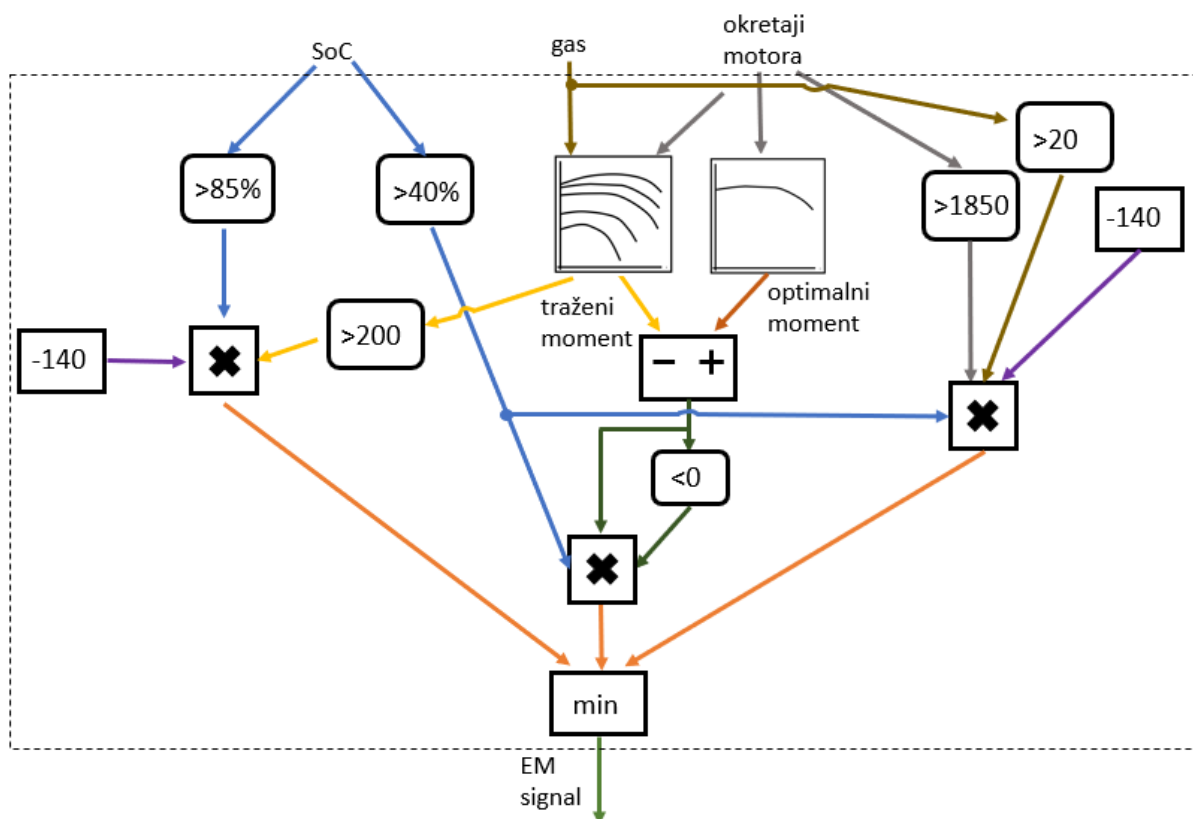 SoC
gas
okretaji
motora
>85%
>40%
>20
>1850
-140
traženi
moment
optimalni
moment
>200
-140
− +
<0
min
EM
signal